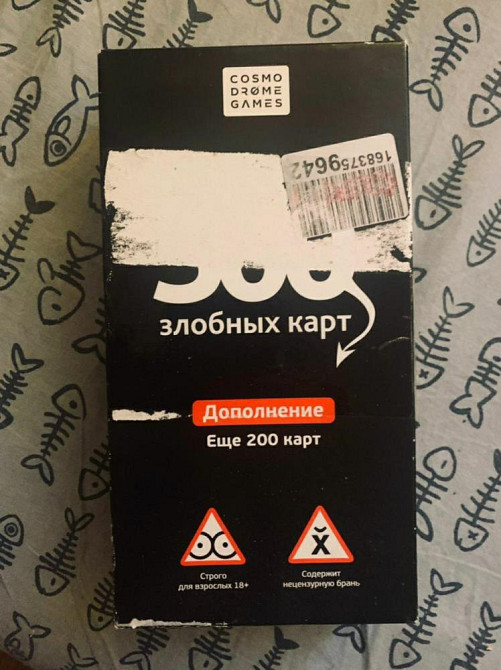 COSMO
DRØME
GAMES
1683759642
злобных карт
Дополнение
Еще 200 карт
Х̆
Строго
для взрослых 18+
Содержит
нецензурную брань